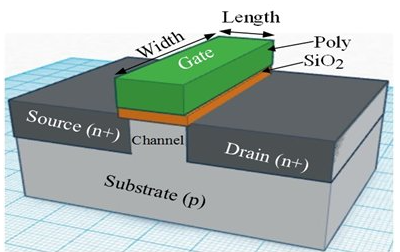 Length
Width
Poly
Gate
SiO2
Source (n+)
Channel
Drain (n+)
Substrate (p)